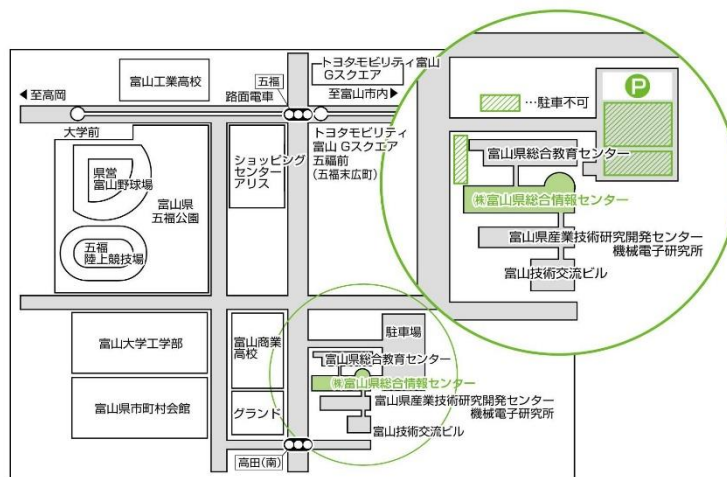 富山工業高校
五福
路面電車
トヨタモビリティ富山
Gスクエア
至高岡
至富山市内
大学前
トヨタモビリティ
富山 Gスクエア
五福前
(五福末広町)
ショッピング
センター
アリス
県営
富山野球場
富山県
五福公園
五福
陸上競技場
P
…駐車不可
富山県総合教育センター
㈱富山県総合情報センター
富山県産業技術研究開発センター
機械電子研究所
富山技術交流ビル
富山大学工学部
富山商業
高校
駐車場
富山県総合教育センター
㈱富山県総合情報センター
富山県産業技術研究開発センター
機械電子研究所
富山技術交流ビル
富山県市町村会館
グランド
高田(南)